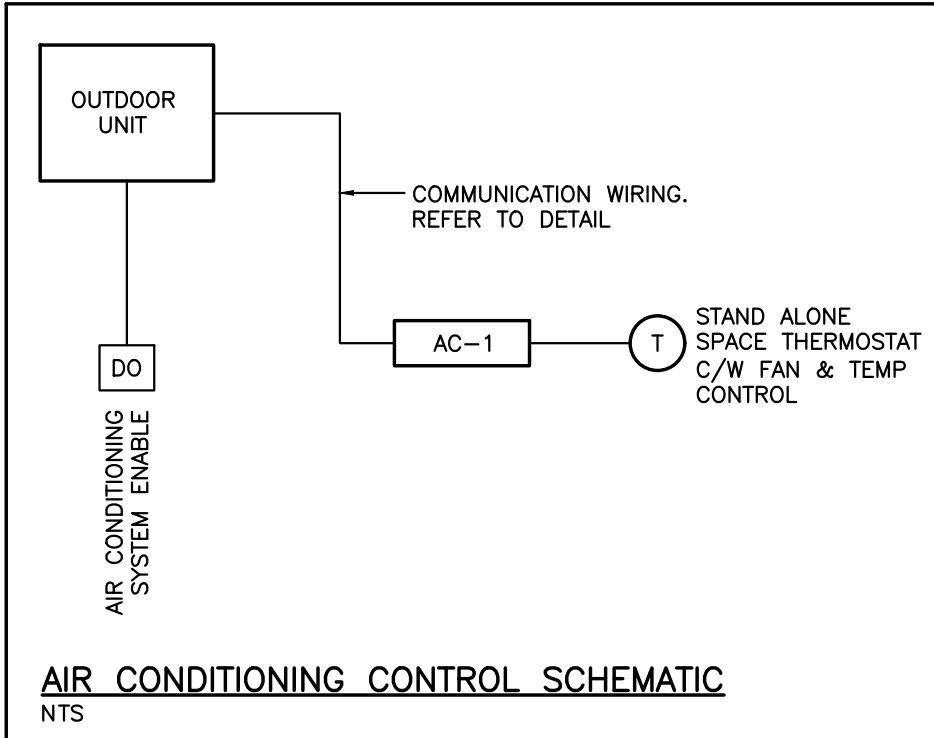 OUTDOOR
UNIT
COMMUNICATION WIRING.
REFER TO DETAIL
AC-1
T
STAND ALONE
SPACE THERMOSTAT
C/W FAN & TEMP
CONTROL
DO
AIR CONDITIONING
SYSTEM ENABLE
AIR CONDITIONING CONTROL SCHEMATIC
NTS